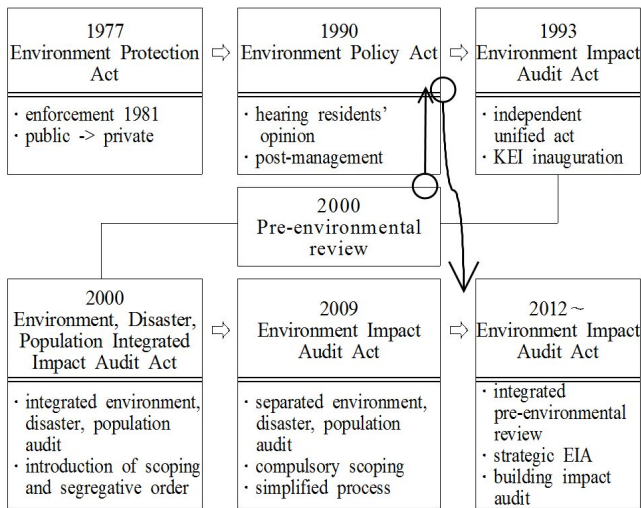 1977
Environment Protection
Act
· enforcement 1981
· public -> private
1990
Environment Policy Act
· hearing residents'
opinion
· post-management
1993
Environment Impact
Audit Act
· independent
unified act
· KEI inauguration
2000
Pre-environmental
review
2000
Environment, Disaster,
Population Integrated
Impact Audit Act
· integrated environment,
disaster, population
audit
· introduction of scoping
and segregative order
2009
Environment Impact
Audit Act
· separated environment,
disaster, population
audit
· compulsory scoping
· simplified process
2012~
Environment Impact
Audit Act
· integrated
pre-environmental
review
· strategic EIA
· building impact
audit